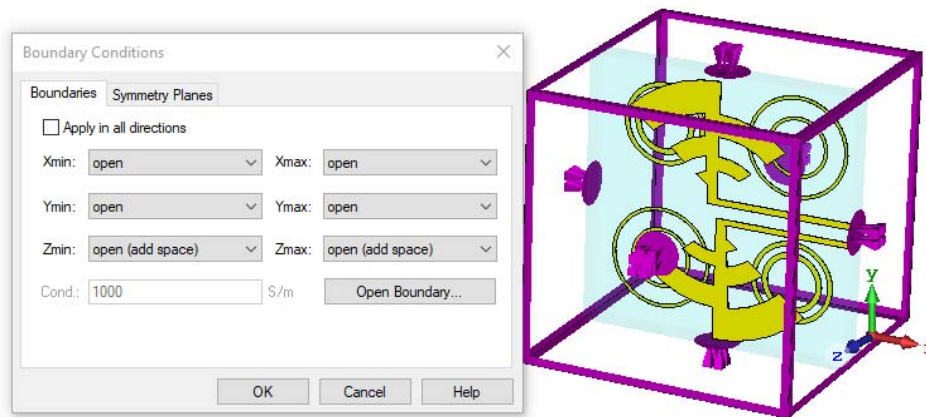 Boundary Conditions
Boundaries Symmetry Planes
Apply in all directions
Xmin: open Xmax: open
Ymin: open Ymax: open
Zmin: open (add space) Zmax: open (add space)
Cond.: 1000 S/m Open Boundary...
OK Cancel Help
y
z